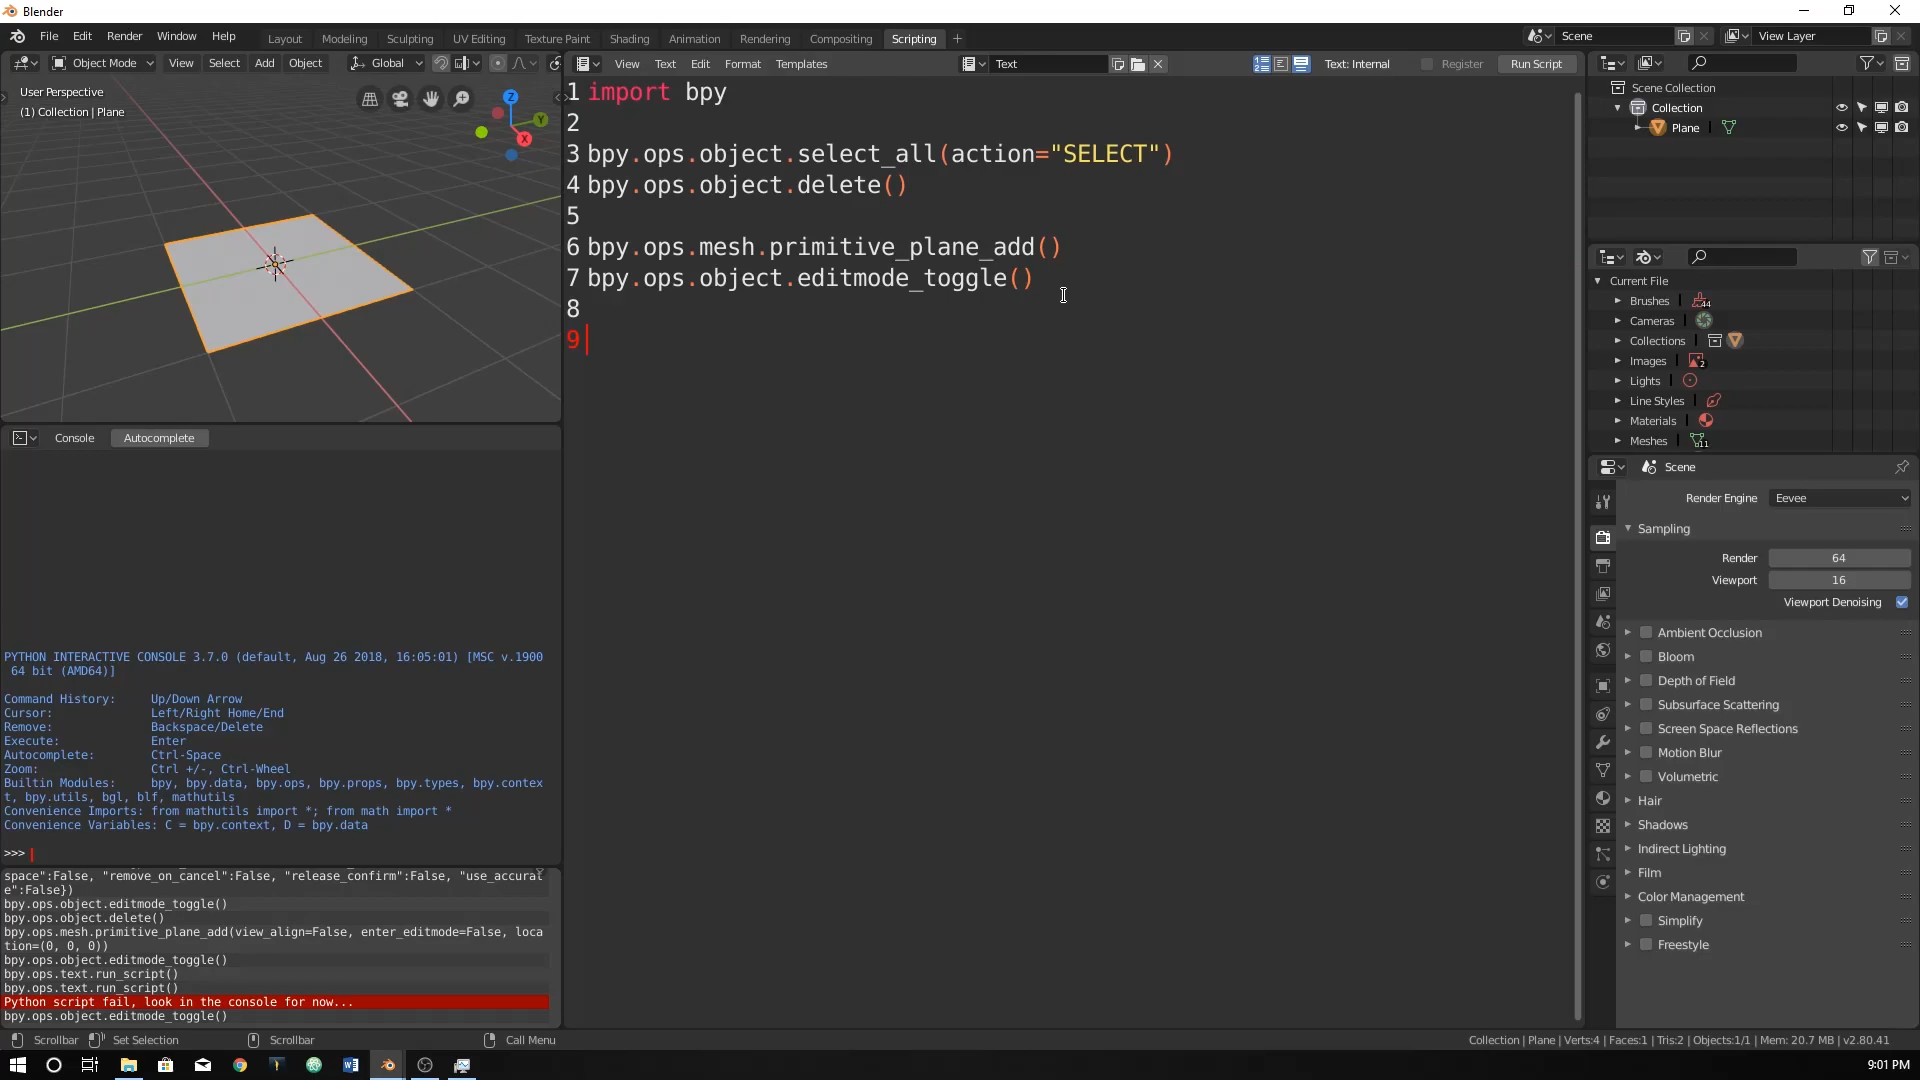 Blender
File Edit Render Window Help Layout Modeling Sculpting UV Editing Texture Paint Shading Animation Rendering Compositing Scripting + Scene View Layer
Object Mode View Select Add Object Global
View Text Edit Format Templates Text Text: Internal Register Run Script
User Perspective
(1) Collection | Plane
Z
Y
X
1 import bpy
2
3 bpy.ops.object.select_all(action="SELECT")
4 bpy.ops.object.delete()
5
6 bpy.ops.mesh.primitive_plane_add()
7 bpy.ops.object.editmode_toggle()
8
9
Console Autocomplete
PYTHON INTERACTIVE CONSOLE 3.7.0 (default, Aug 26 2018, 16:05:01) [MSC v.1900
64 bit (AMD64)]
Command History: Up/Down Arrow
Cursor: Left/Right Home/End
Remove: Backspace/Delete
Execute: Enter
Autocomplete: Ctrl-Space
Zoom: Ctrl +/-, Ctrl-Wheel
Builtin Modules: bpy, bpy.data, bpy.ops, bpy.props, bpy.types, bpy.contex
t, bpy.utils, bgl, blf, mathutils
Convenience Imports: from mathutils import *; from math import *
Convenience Variables: C = bpy.context, D = bpy.data
>>>
space":False, "remove_on_cancel":False, "release_confirm":False, "use_accurat
e":False})
bpy.ops.object.editmode_toggle()
bpy.ops.object.delete()
bpy.ops.mesh.primitive_plane_add(view_align=False, enter_editmode=False, loca
tion=(0, 0, 0))
bpy.ops.object.editmode_toggle()
bpy.ops.text.run_script()
bpy.ops.text.run_script()
Python script fail, look in the console for now...
bpy.ops.object.editmode_toggle()
Scene Collection
Collection
Plane
Current File
Brushes 44
Cameras
Collections
Images 2
Lights
Line Styles
Materials
Meshes 11
Scene
Render Engine Eevee
Sampling
Render 64
Viewport 16
Viewport Denoising
Ambient Occlusion
Bloom
Depth of Field
Subsurface Scattering
Screen Space Reflections
Motion Blur
Volumetric
Hair
Shadows
Indirect Lighting
Film
Color Management
Simplify
Freestyle
Scrollbar Set Selection Scrollbar Call Menu Collection | Plane | Verts:4 | Faces:1 | Tris:2 | Objects:1/1 | Mem: 20.7 MB | v2.80.41
9:01 PM